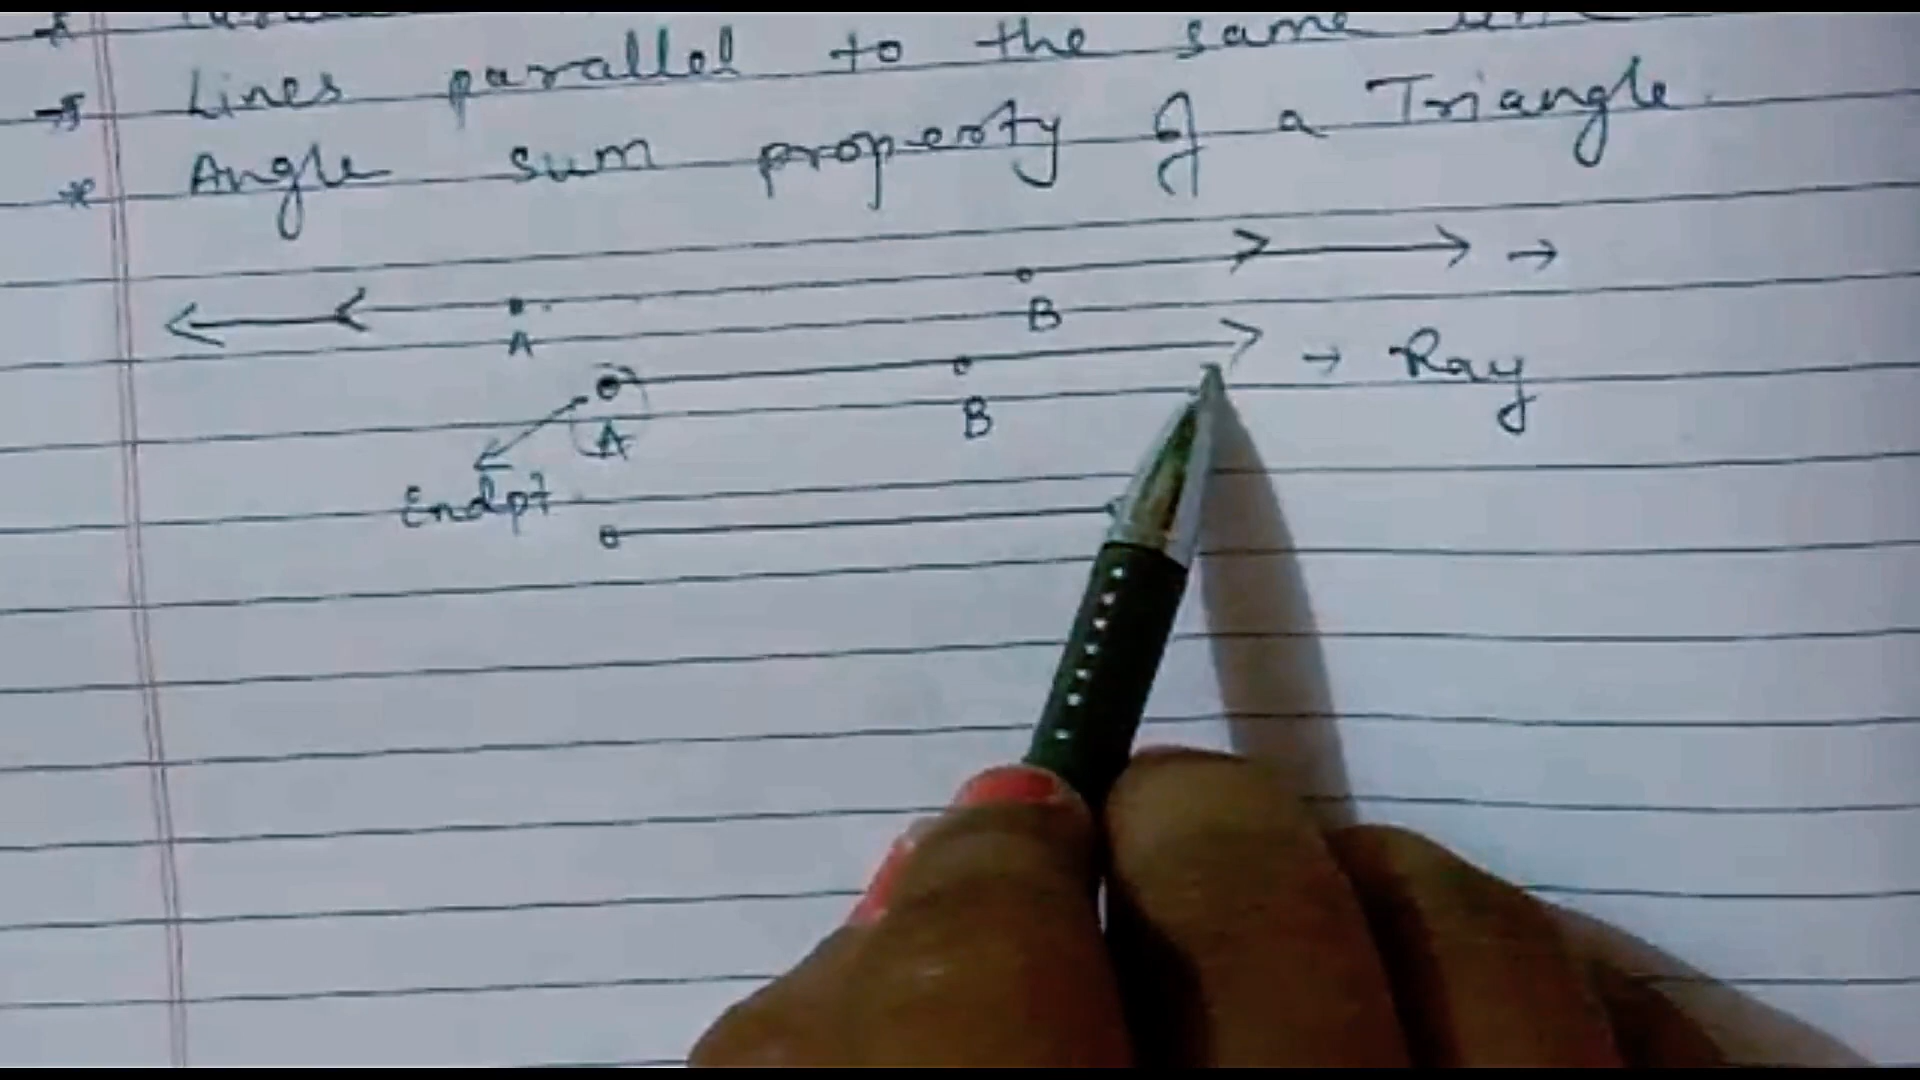 Lines parallel to the same
Angle sum property of a Triangle.
A B
A B → Ray
Endpt